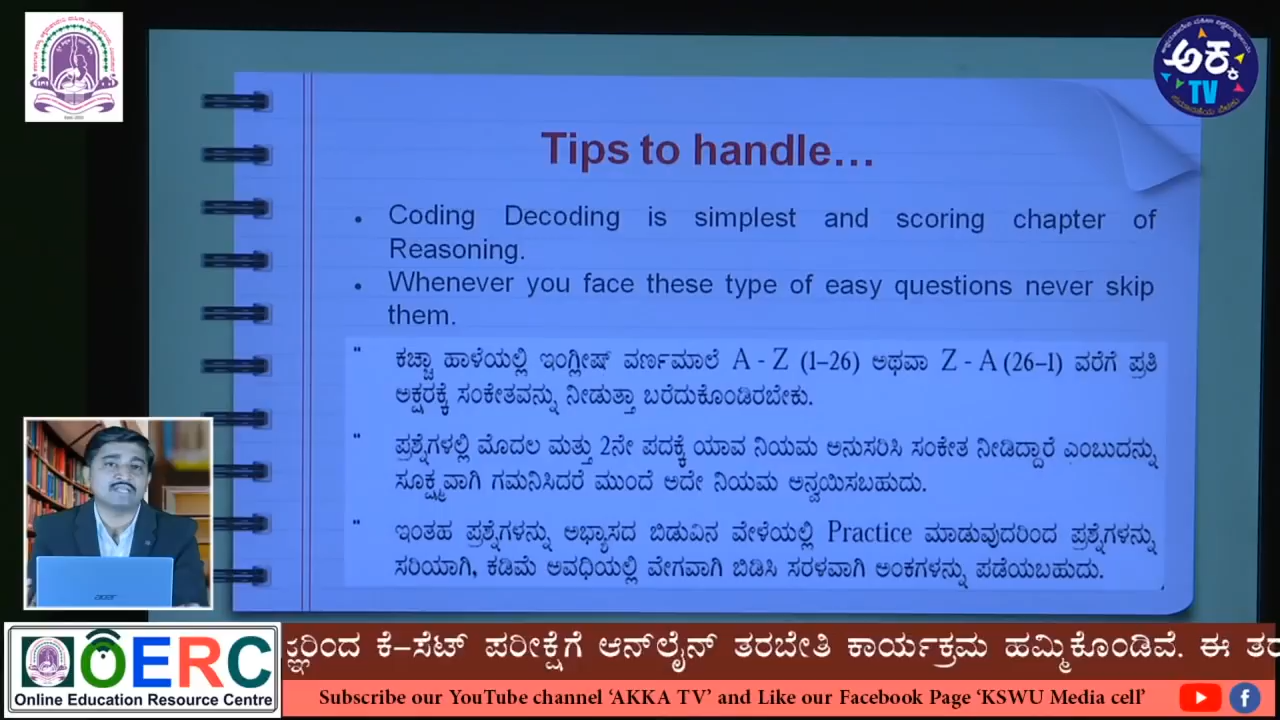 ಅಕ್ಕ
TV
Tips to handle...
• Coding Decoding is simplest and scoring chapter of
Reasoning.
• Whenever you face these type of easy questions never skip
them.
" ಕಚ್ಚಾ ಹಾಳೆಯಲ್ಲಿ ಇಂಗ್ಲೀಷ್ ವರ್ಣಮಾಲೆ A - Z (1–26) ಅಥವಾ Z - A (26–1) ವರೆಗೆ ಪ್ರತಿ
ಅಕ್ಷರಕ್ಕೆ ಸಂಕೇತವನ್ನು ನೀಡುತ್ತಾ ಬರೆದುಕೊಂಡಿರಬೇಕು.
" ಪ್ರಶ್ನೆಗಳಲ್ಲಿ ಮೊದಲ ಮತ್ತು 2ನೇ ಪದಕ್ಕೆ ಯಾವ ನಿಯಮ ಅನುಸರಿಸಿ ಸಂಕೇತ ನೀಡಿದ್ದಾರೆ ಎಂಬುದನ್ನು
ಸೂಕ್ಷ್ಮವಾಗಿ ಗಮನಿಸಿದರೆ ಮುಂದೆ ಅದೇ ನಿಯಮ ಅನ್ವಯಿಸಬಹುದು.
" ಇಂತಹ ಪ್ರಶ್ನೆಗಳನ್ನು ಅಭ್ಯಾಸದ ಬಿಡುವಿನ ವೇಳೆಯಲ್ಲಿ Practice ಮಾಡುವುದರಿಂದ ಪ್ರಶ್ನೆಗಳನ್ನು
ಸರಿಯಾಗಿ, ಕಡಿಮೆ ಅವಧಿಯಲ್ಲಿ ವೇಗವಾಗಿ ಬಿಡಿಸಿ ಸರಳವಾಗಿ ಅಂಕಗಳನ್ನು ಪಡೆಯಬಹುದು.
acer
OERC
Online Education Resource Centre
ಕೆ–ಸೆಟ್ ಪರೀಕ್ಷೆಗೆ ಆನ್‌ಲೈನ್ ತರಬೇತಿ ಕಾರ್ಯಕ್ರಮ ಹಮ್ಮಿಕೊಂಡಿವೆ. ಈ
Subscribe our YouTube channel ‘AKKA TV’ and Like our Facebook Page ‘KSWU Media cell’